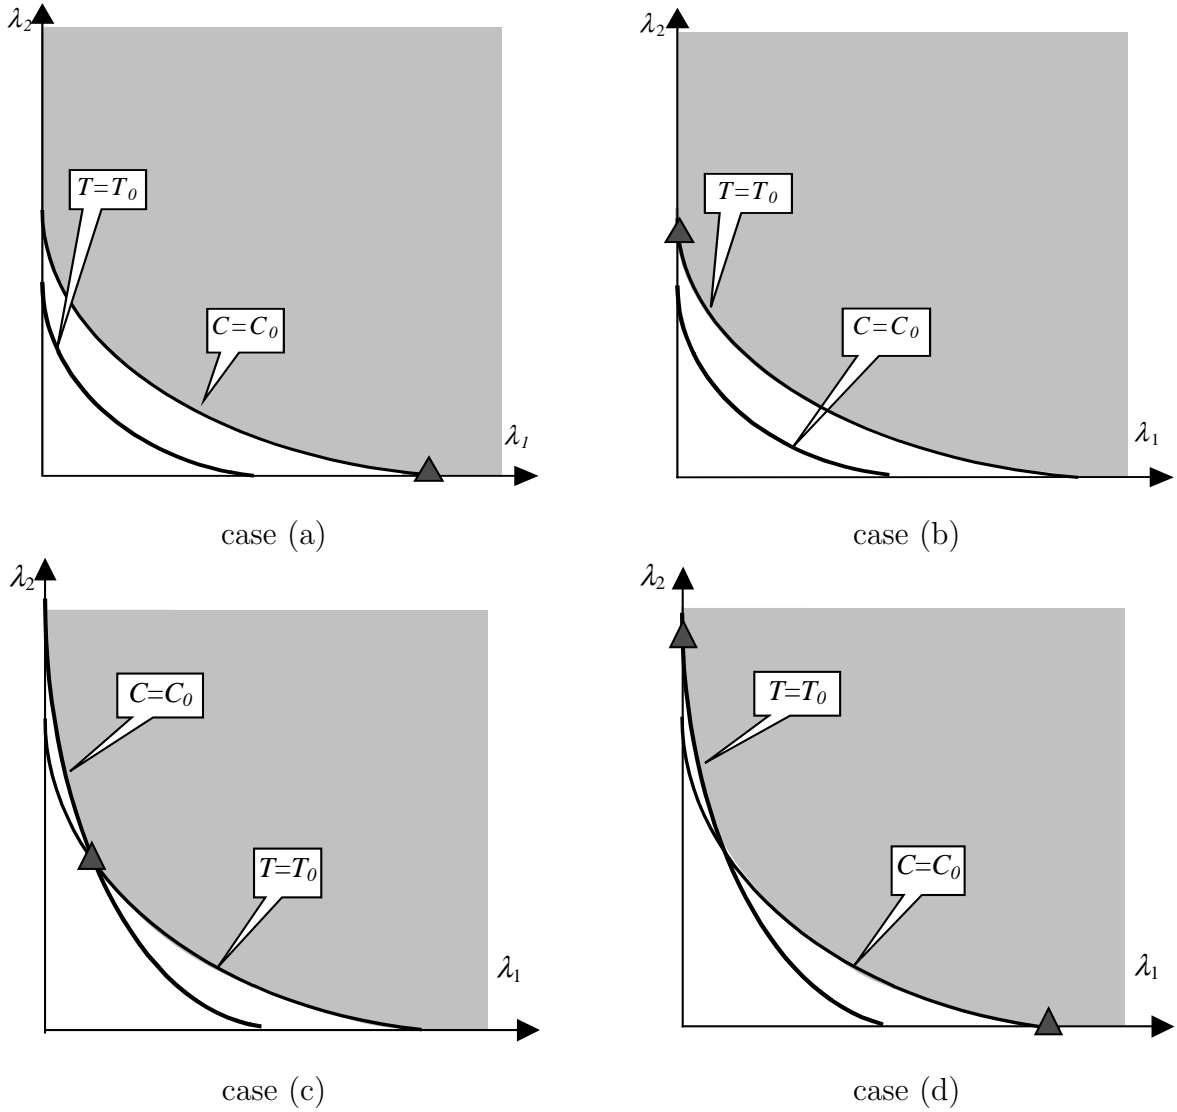 λ₂
T=T₀
C=C₀
λ₁
case (a)
λ₂
T=T₀
C=C₀
λ₁
case (b)
λ₂
C=C₀
T=T₀
λ₁
case (c)
λ₂
T=T₀
C=C₀
λ₁
case (d)